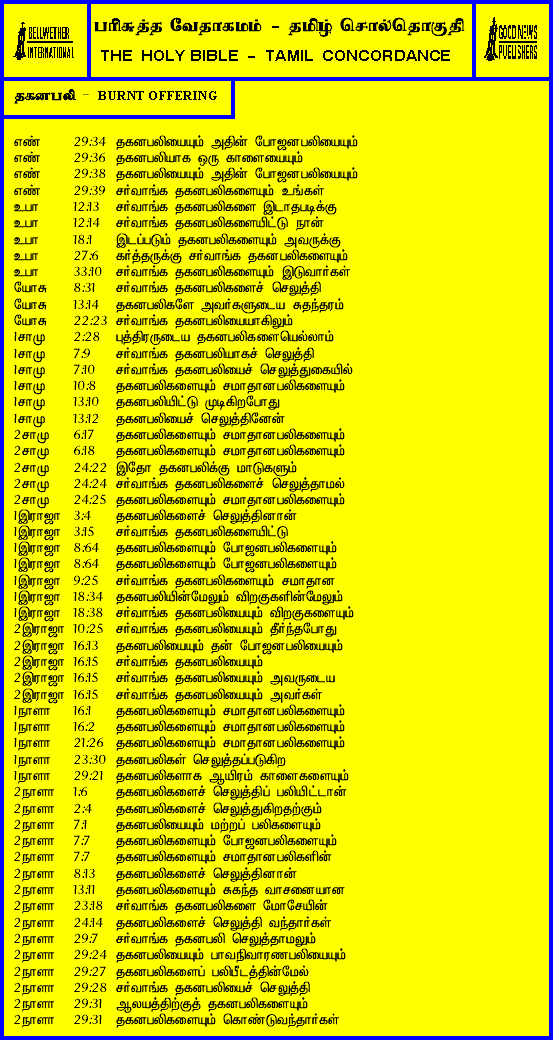 BELLWETHER
INTERNATIONAL
பரிசுத்த வேதாகமம் - தமிழ் சொல்தொகுதி
THE HOLY BIBLE - TAMIL CONCORDANCE
GOOD NEWS
PUBLISHERS
தகனபலி - BURNT OFFERING
எண் 29:34 தகனபலியையும் அதின் போஜனபலியையும்
எண் 29:36 தகனபலியாக ஒரு காளையையும்
எண் 29:38 தகனபலியையும் அதின் போஜனபலியையும்
எண் 29:39 சர்வாங்க தகனபலிகளையும் உங்கள்
உபா 12:13 சர்வாங்க தகனபலிகளை இடாதபடிக்கு
உபா 12:14 சர்வாங்க தகனபலிகளையிட்டு நான்
உபா 18:1 இடப்படும் தகனபலிகளையும் அவருக்கு
உபா 27:6 கர்த்தருக்கு சர்வாங்க தகனபலிகளையும்
உபா 33:10 சர்வாங்க தகனபலிகளையும் இடுவார்கள்
யோசு 8:31 சர்வாங்க தகனபலிகளைச் செலுத்தி
யோசு 13:14 தகனபலிகளே அவர்களுடைய சுதந்தரம்
யோசு 22:23 சர்வாங்க தகனபலியையாகிலும்
1சாமு 2:28 புத்திரருடைய தகனபலிகளையெல்லாம்
1சாமு 7:9 சர்வாங்க தகனபலியாகச் செலுத்தி
1சாமு 7:10 சர்வாங்க தகனபலியைச் செலுத்துகையில்
1சாமு 10:8 தகனபலிகளையும் சமாதானபலிகளையும்
1சாமு 13:10 தகனபலியிட்டு முடிகிறபோது
1சாமு 13:12 தகனபலியைச் செலுத்தினேன்
2சாமு 6:17 தகனபலிகளையும் சமாதானபலிகளையும்
2சாமு 6:18 தகனபலிகளையும் சமாதானபலிகளையும்
2சாமு 24:22 இதோ தகனபலிக்கு மாடுகளும்
2சாமு 24:24 சர்வாங்க தகனபலிகளைச் செலுத்தாமல்
2சாமு 24:25 தகனபலிகளையும் சமாதானபலிகளையும்
1இராஜா 3:4 தகனபலிகளைச் செலுத்தினான்
1இராஜா 3:15 சர்வாங்க தகனபலிகளையிட்டு
1இராஜா 8:64 தகனபலிகளையும் போஜனபலிகளையும்
1இராஜா 8:64 தகனபலிகளையும் போஜனபலிகளையும்
1இராஜா 9:25 சர்வாங்க தகனபலிகளையும் சமாதான
1இராஜா 18:34 தகனபலியின்மேலும் விறகுகளின்மேலும்
1இராஜா 18:38 சர்வாங்க தகனபலியையும் விறகுகளையும்
2இராஜா 10:25 சர்வாங்க தகனபலியையும் தீர்ந்தபோது
2இராஜா 16:13 தகனபலியையும் தன் போஜனபலியையும்
2இராஜா 16:15 சர்வாங்க தகனபலியையும்
2இராஜா 16:15 சர்வாங்க தகனபலியையும் அவருடைய
2இராஜா 16:15 சர்வாங்க தகனபலியையும் அவர்கள்
1நாளா 16:1 தகனபலிகளையும் சமாதானபலிகளையும்
1நாளா 16:2 தகனபலிகளையும் சமாதானபலிகளையும்
1நாளா 21:26 தகனபலிகளையும் சமாதானபலிகளையும்
1நாளா 23:30 தகனபலிகள் செலுத்தப்படுகிற
1நாளா 29:21 தகனபலிகளாக ஆயிரம் காளைகளையும்
2நாளா 1:6 தகனபலிகளைச் செலுத்திப் பலியிட்டான்
2நாளா 2:4 தகனபலிகளைச் செலுத்துகிறதற்கும்
2நாளா 7:1 தகனபலியையும் மற்றப் பலிகளையும்
2நாளா 7:7 தகனபலிகளையும் போஜனபலிகளையும்
2நாளா 7:7 தகனபலிகளையும் சமாதானபலிகளின்
2நாளா 8:13 தகனபலிகளைச் செலுத்தினான்
2நாளா 13:11 தகனபலிகளையும் சுகந்த வாசனையான
2நாளா 23:18 சர்வாங்க தகனபலிகளை மோசேயின்
2நாளா 24:14 தகனபலிகளைச் செலுத்தி வந்தார்கள்
2நாளா 29:7 சர்வாங்க தகனபலி செலுத்தாமலும்
2நாளா 29:24 தகனபலியையும் பாவநிவாரணபலியையும்
2நாளா 29:27 தகனபலிகளைப் பலிபீடத்தின்மேல்
2நாளா 29:28 சர்வாங்க தகனபலியைச் செலுத்தி
2நாளா 29:31 ஆலயத்திற்குத் தகனபலிகளையும்
2நாளா 29:31 தகனபலிகளையும் கொண்டுவந்தார்கள்